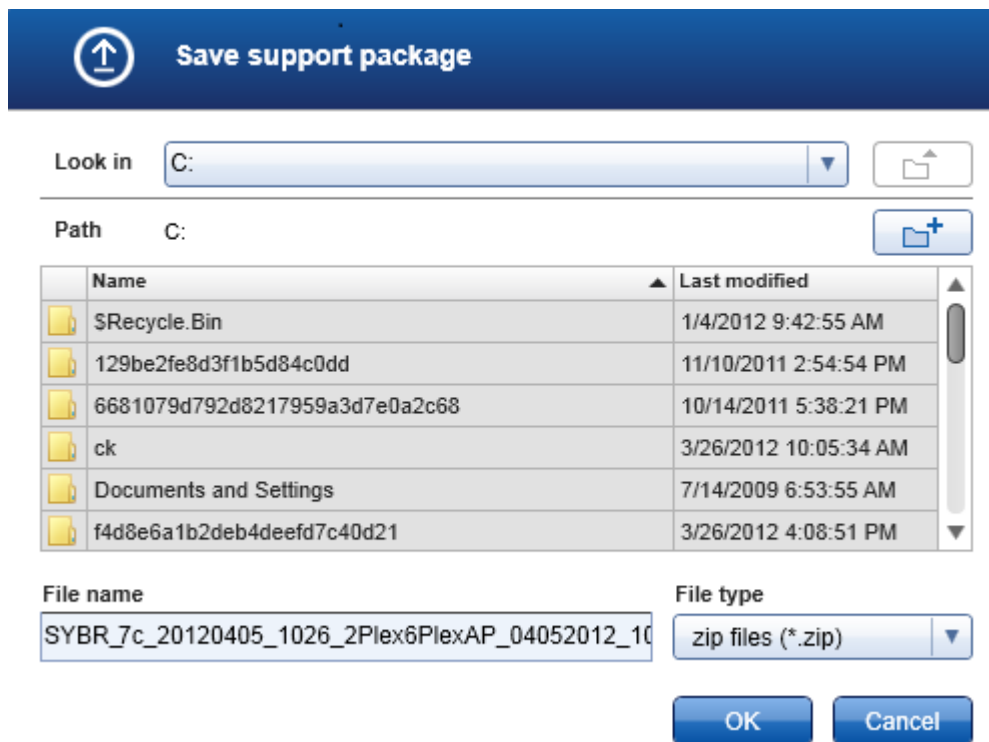 Save support package
Look in C:
Path C:
Name Last modified
$Recycle.Bin 1/4/2012 9:42:55 AM
129be2fe8d3f1b5d84c0dd 11/10/2011 2:54:54 PM
6681079d792d8217959a3d7e0a2c68 10/14/2011 5:38:21 PM
ck 3/26/2012 10:05:34 AM
Documents and Settings 7/14/2009 6:53:55 AM
f4d8e6a1b2deb4deefd7c40d21 3/26/2012 4:08:51 PM
File name File type
SYBR_7c_20120405_1026_2Plex6PlexAP_04052012_10 zip files (*.zip)
OK Cancel